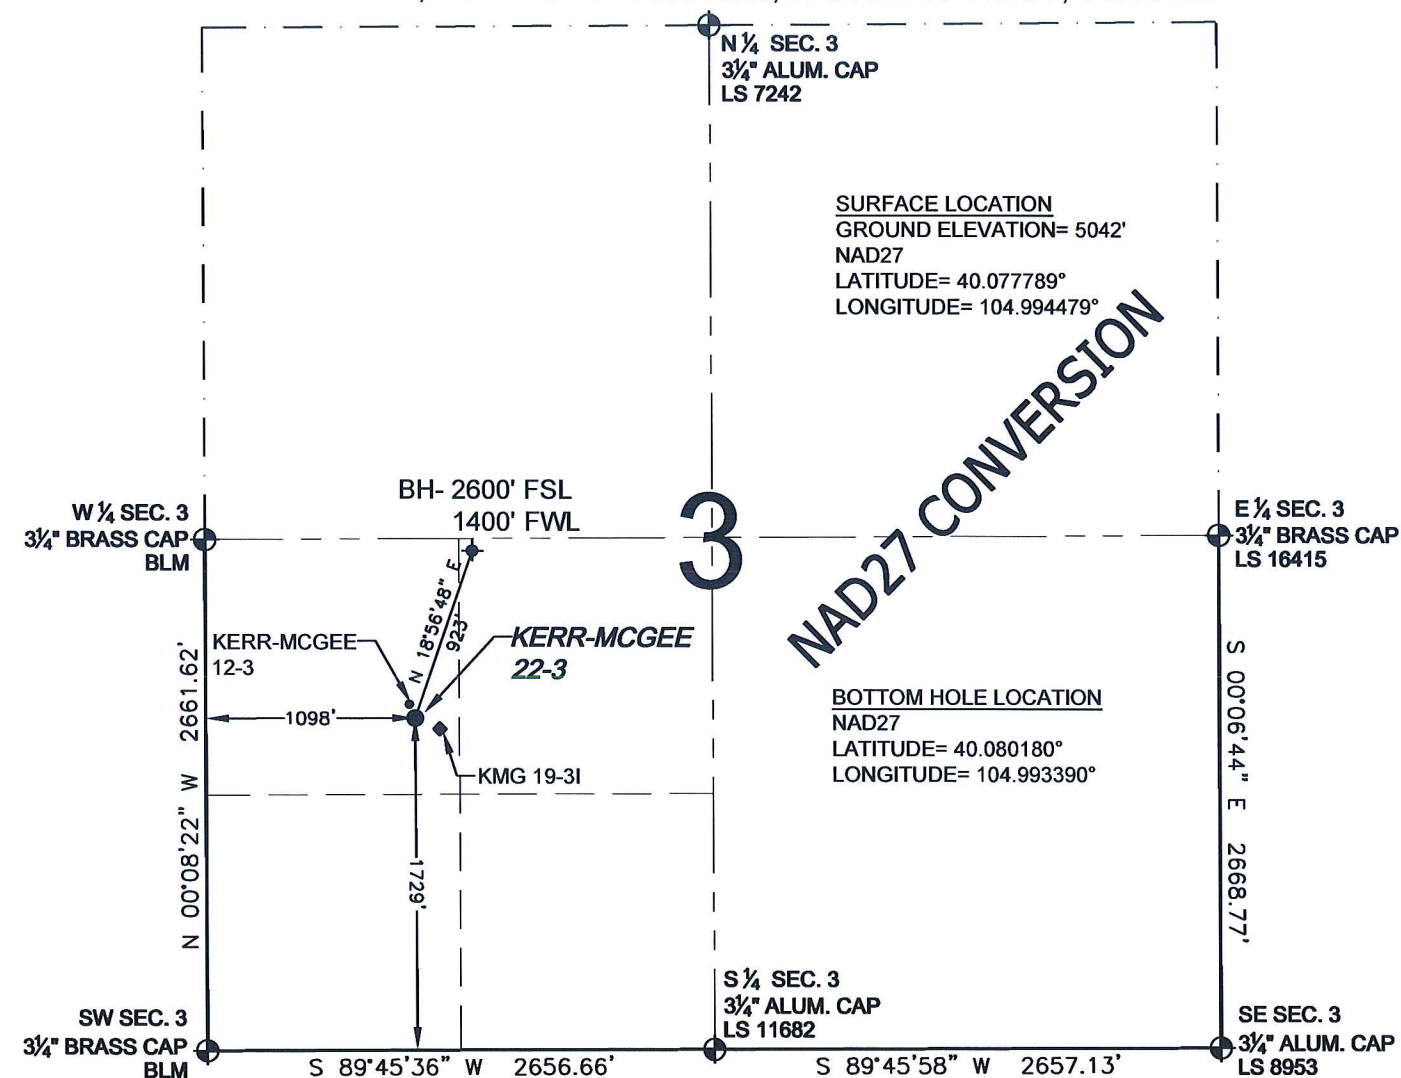 N ¼ SEC. 3
3¼" ALUM. CAP
LS 7242
SURFACE LOCATION
GROUND ELEVATION= 5042'
NAD27
LATITUDE= 40.077789°
LONGITUDE= 104.994479°
NAD27 CONVERSION
BH- 2600' FSL
1400' FWL
W ¼ SEC. 3
3¼" BRASS CAP
BLM
3
E ¼ SEC. 3
3¼" BRASS CAP
LS 16415
N 18°56'48" E
923'
KERR-MCGEE
12-3
KERR-MCGEE
22-3
1098'
KMG 19-3I
1729'
BOTTOM HOLE LOCATION
NAD27
LATITUDE= 40.080180°
LONGITUDE= 104.993390°
N 00°08'22" W 2661.62'
S 00°06'44" E 2668.77'
SW SEC. 3
3¼" BRASS CAP
BLM
S ¼ SEC. 3
3¼" ALUM. CAP
LS 11682
SE SEC. 3
3¼" ALUM. CAP
LS 8953
S 89°45'36" W 2656.66'
S 89°45'58" W 2657.13'